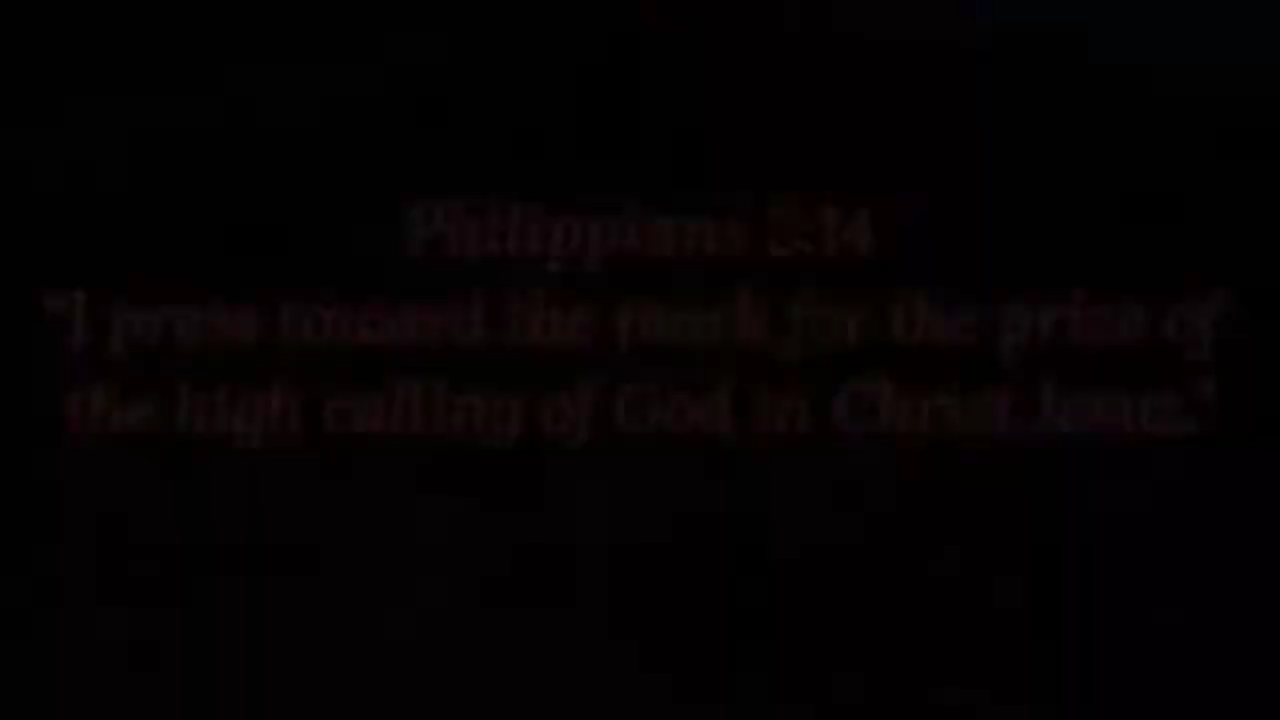 Philippians 3:14
"I press toward the mark for the prize of
the high calling of God in Christ Jesus."